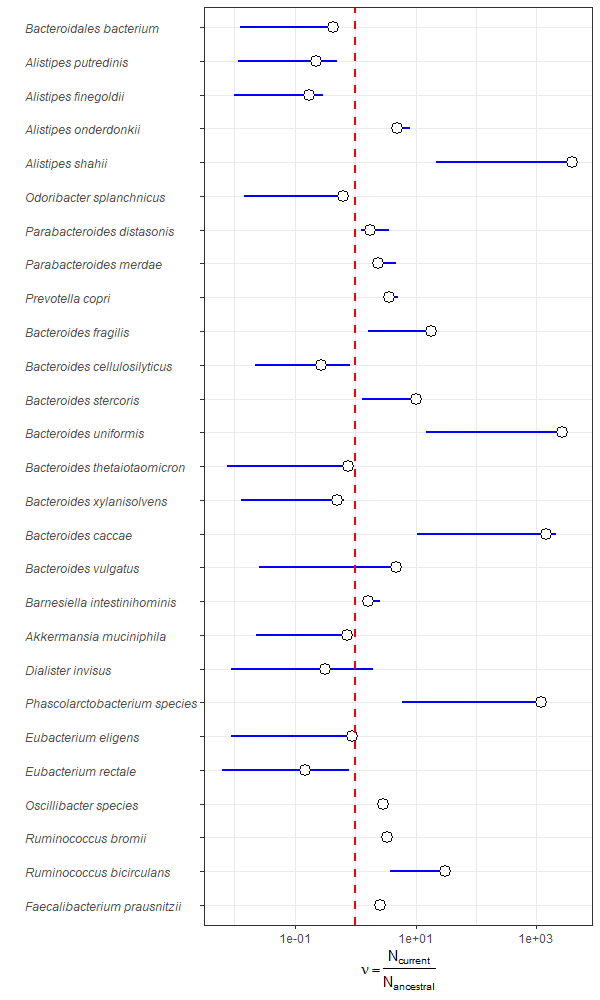 Bacteroidales bacterium
Alistipes putredinis
Alistipes finegoldii
Alistipes onderdonkii
Alistipes shahii
Odoribacter splanchnicus
Parabacteroides distasonis
Parabacteroides merdae
Prevotella copri
Bacteroides fragilis
Bacteroides cellulosilyticus
Bacteroides stercoris
Bacteroides uniformis
Bacteroides thetaiotaomicron
Bacteroides xylanisolvens
Bacteroides caccae
Bacteroides vulgatus
Barnesiella intestinihominis
Akkermansia muciniphila
Dialister invisus
Phascolarctobacterium species
Eubacterium eligens
Eubacterium rectale
Oscillibacter species
Ruminococcus bromii
Ruminococcus bicirculans
Faecalibacterium prausnitzii
1e-01 1e+01 1e+03
ν = Ncurrent
Nancestral